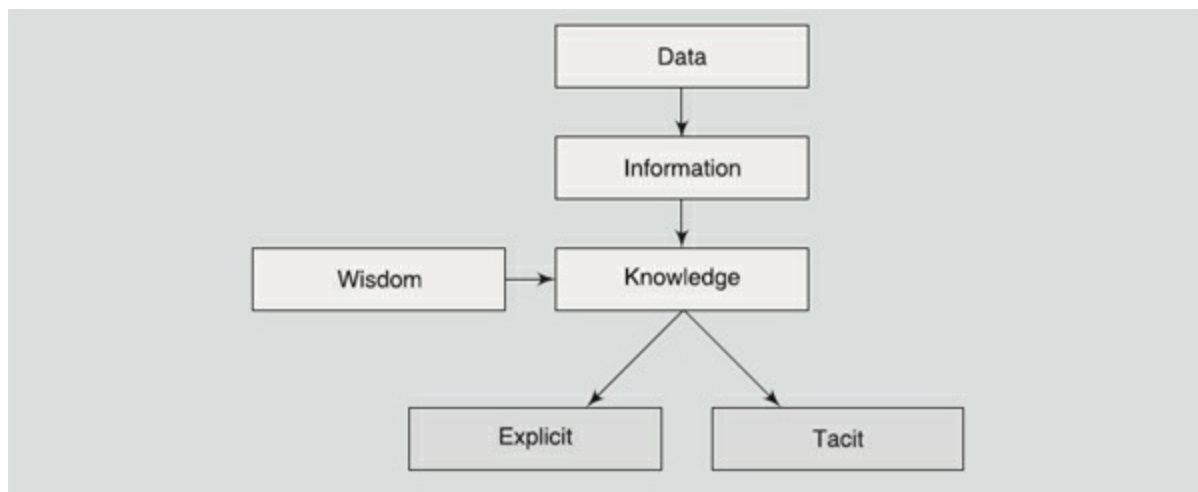 Data
Information
Wisdom
Knowledge
Explicit
Tacit